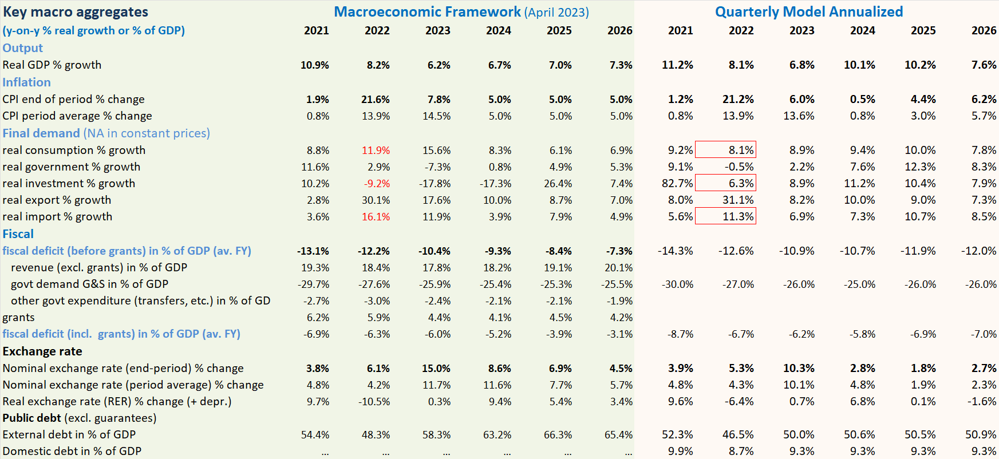 Key macro aggregates Macroeconomic Framework (April 2023) Quarterly Model Annualized
(y-on-y % real growth or % of GDP) 2021 2022 2023 2024 2025 2026 2021 2022 2023 2024 2025 2026
Output
Real GDP % growth 10.9% 8.2% 6.2% 6.7% 7.0% 7.3% 11.2% 8.1% 6.8% 10.1% 10.2% 7.6%
Inflation
CPI end of period % change 1.9% 21.6% 7.8% 5.0% 5.0% 5.0% 1.2% 21.2% 6.0% 0.5% 4.4% 6.2%
CPI period average % change 0.8% 13.9% 14.5% 5.0% 5.0% 5.0% 0.8% 13.9% 13.6% 0.8% 3.0% 5.7%
Final demand (NA in constant prices)
real consumption % growth 8.8% 11.9% 15.6% 8.3% 6.1% 6.9% 9.2% 8.1% 8.9% 9.4% 10.0% 7.8%
real government % growth 11.6% 2.9% -7.3% 0.8% 4.9% 5.3% 9.1% -0.5% 2.2% 7.6% 12.3% 8.3%
real investment % growth 10.2% -9.2% -17.8% -17.3% 26.4% 7.4% 82.7% 6.3% 8.9% 11.2% 10.4% 7.9%
real export % growth 2.8% 30.1% 17.6% 10.0% 8.7% 7.0% 8.0% 31.1% 8.2% 10.0% 9.0% 7.3%
real import % growth 3.6% 16.1% 11.9% 3.9% 7.9% 4.9% 5.6% 11.3% 6.9% 7.3% 10.7% 8.5%
Fiscal
fiscal deficit (before grants) in % of GDP (av. FY) -13.1% -12.2% -10.4% -9.3% -8.4% -7.3% -14.3% -12.6% -10.9% -10.7% -11.9% -12.0%
revenue (excl. grants) in % of GDP 19.3% 18.4% 17.8% 18.2% 19.1% 20.1%
govt demand G&S in % of GDP -29.7% -27.6% -25.9% -25.4% -25.3% -25.5% -30.0% -27.0% -26.0% -25.0% -26.0% -26.0%
other govt expenditure (transfers, etc.) in % of GD -2.7% -3.0% -2.4% -2.1% -2.1% -1.9%
grants 6.2% 5.9% 4.4% 4.1% 4.5% 4.2%
fiscal deficit (incl. grants) in % of GDP (av. FY) -6.9% -6.3% -6.0% -5.2% -3.9% -3.1% -8.7% -6.7% -6.2% -5.8% -6.9% -7.0%
Exchange rate
Nominal exchange rate (end-period) % change 3.8% 6.1% 15.0% 8.6% 6.9% 4.5% 3.9% 5.3% 10.3% 2.8% 1.8% 2.7%
Nominal exchange rate (period average) % change 4.8% 4.2% 11.7% 11.6% 7.7% 5.7% 4.8% 4.3% 10.1% 4.8% 1.9% 2.3%
Real exchange rate (RER) % change (+ depr.) 9.7% -10.5% 0.3% 9.4% 5.4% 3.4% 9.6% -6.4% 0.7% 6.8% 0.1% -1.6%
Public debt (excl. guarantees)
External debt in % of GDP 54.4% 48.3% 58.3% 63.2% 66.3% 65.4% 52.3% 46.5% 50.0% 50.6% 50.5% 50.9%
Domestic debt in % of GDP ... ... ... ... ... ... 9.9% 8.7% 9.3% 9.3% 9.3% 9.3%